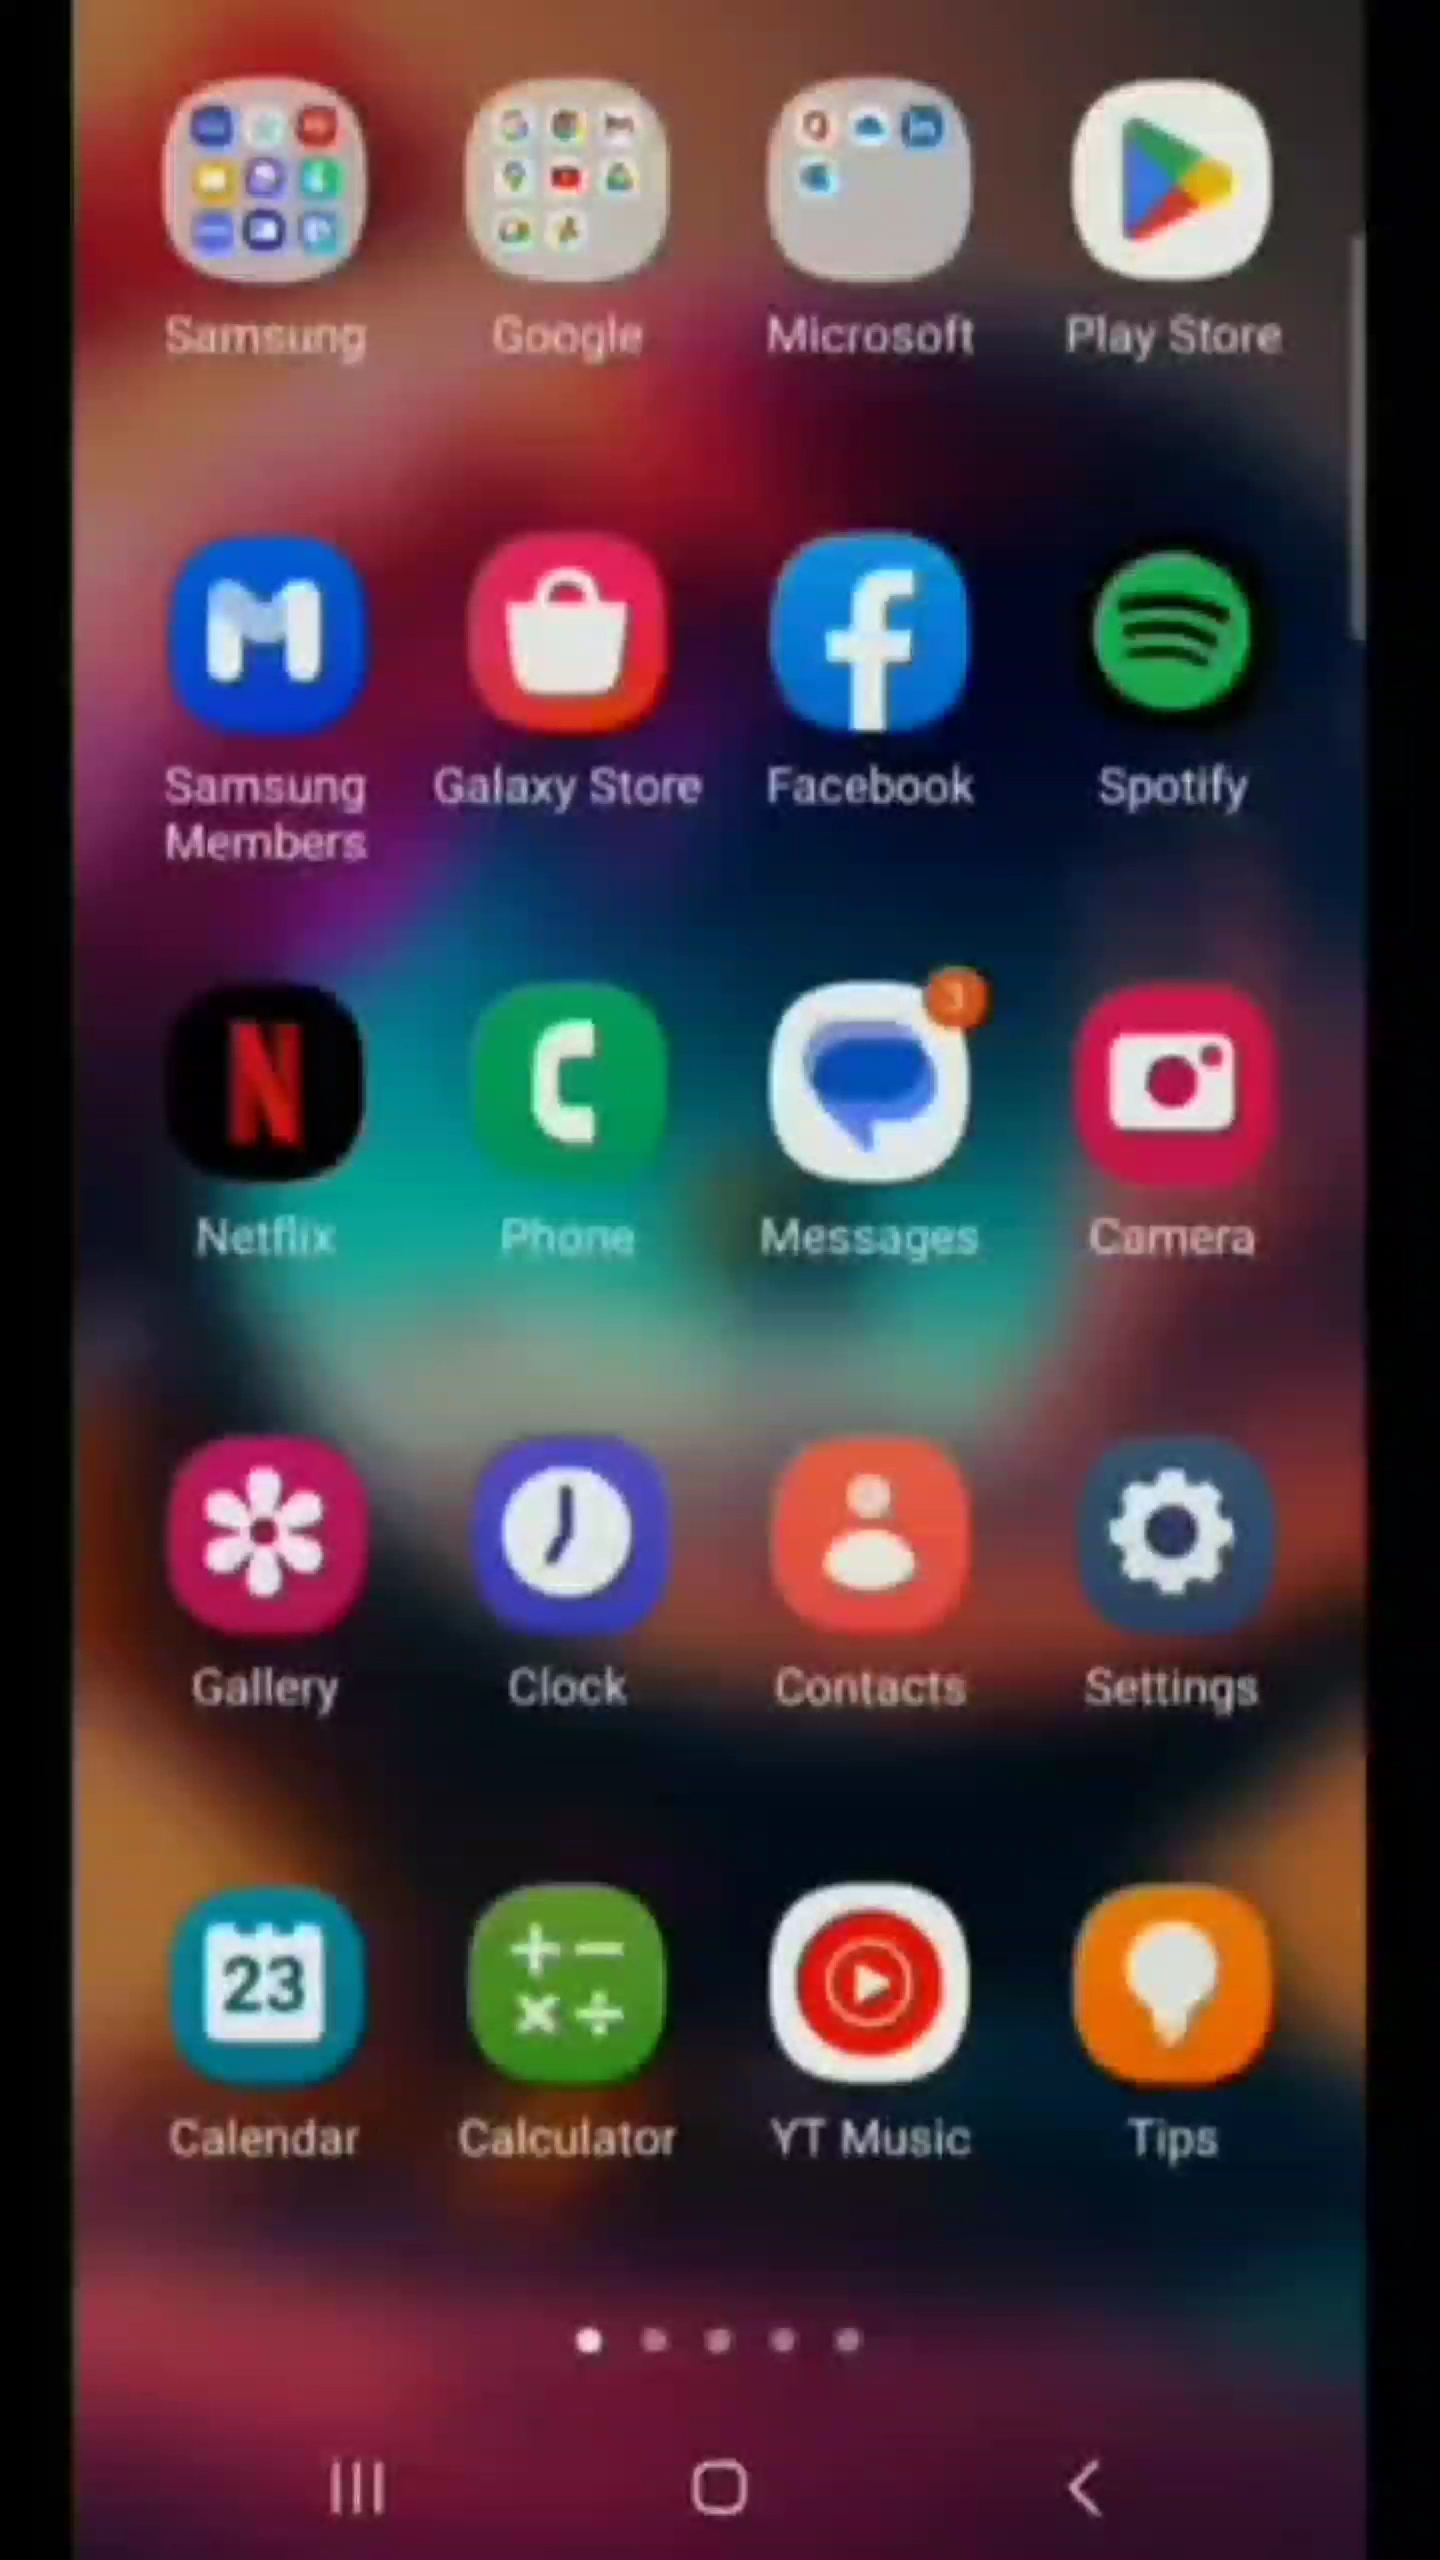 Samsung
Google
Microsoft
Play Store
Samsung
Members
Galaxy Store
Facebook
Spotify
3
Netflix
Phone
Messages
Camera
Gallery
Clock
Contacts
Settings
23
Calendar
Calculator
YT Music
Tips